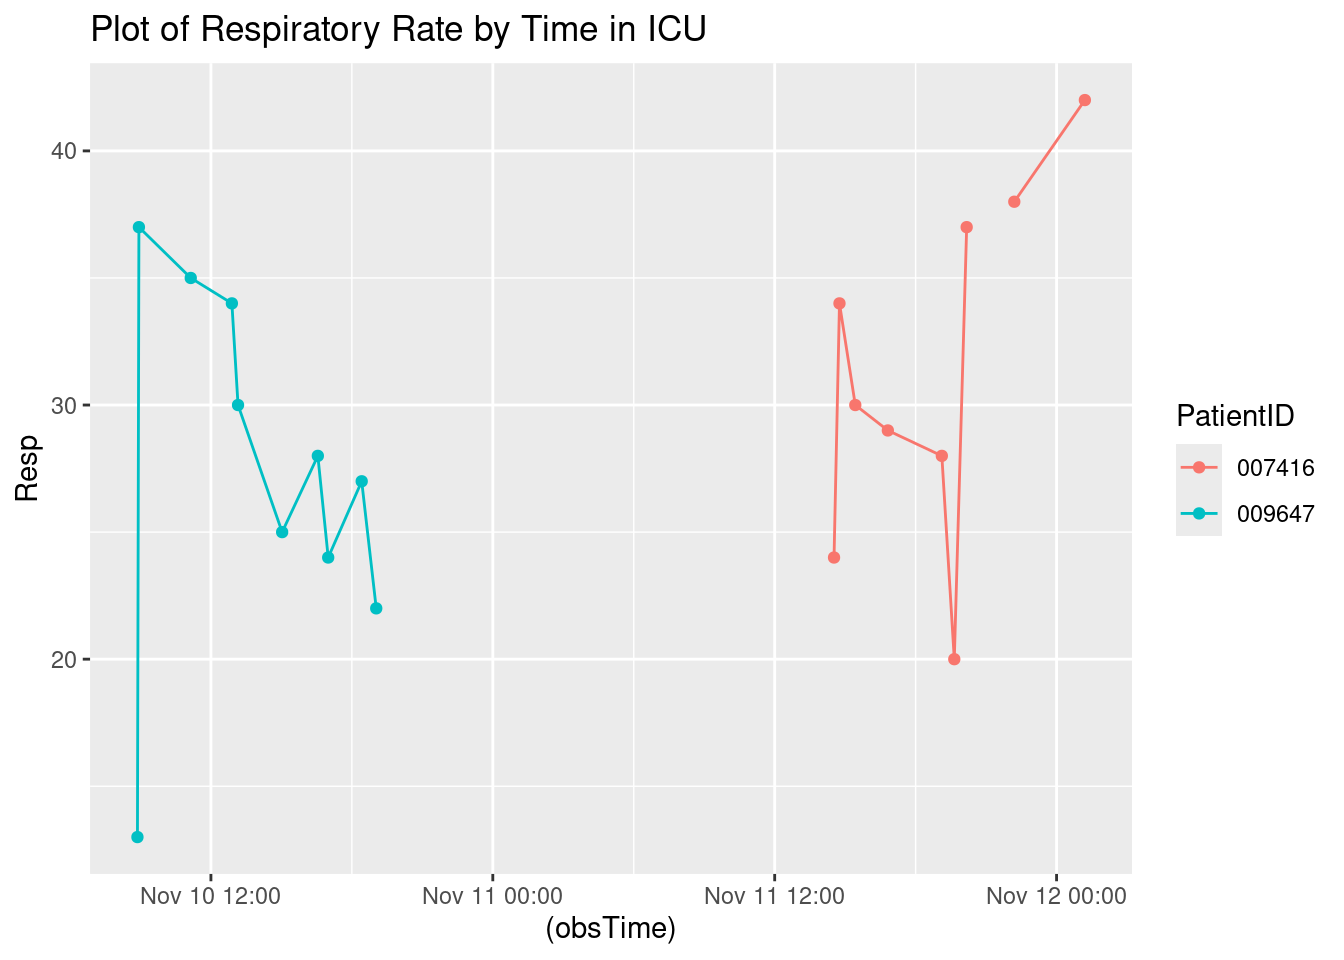 Plot of Respiratory Rate by Time in ICU
40
30
20
Resp
Nov 10 12:00
Nov 11 00:00
Nov 11 12:00
Nov 12 00:00
(obsTime)
PatientID
007416
009647